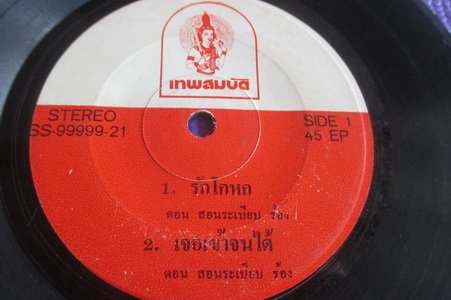 เทพสมบัติ
STEREO
SS-99999-21
SIDE 1
45 EP
1. รักโกหก
ดอน สอนระเบียบ ร้อง
2. เจอเข้าจนได้
ดอน สอนระเบียบ ร้อง